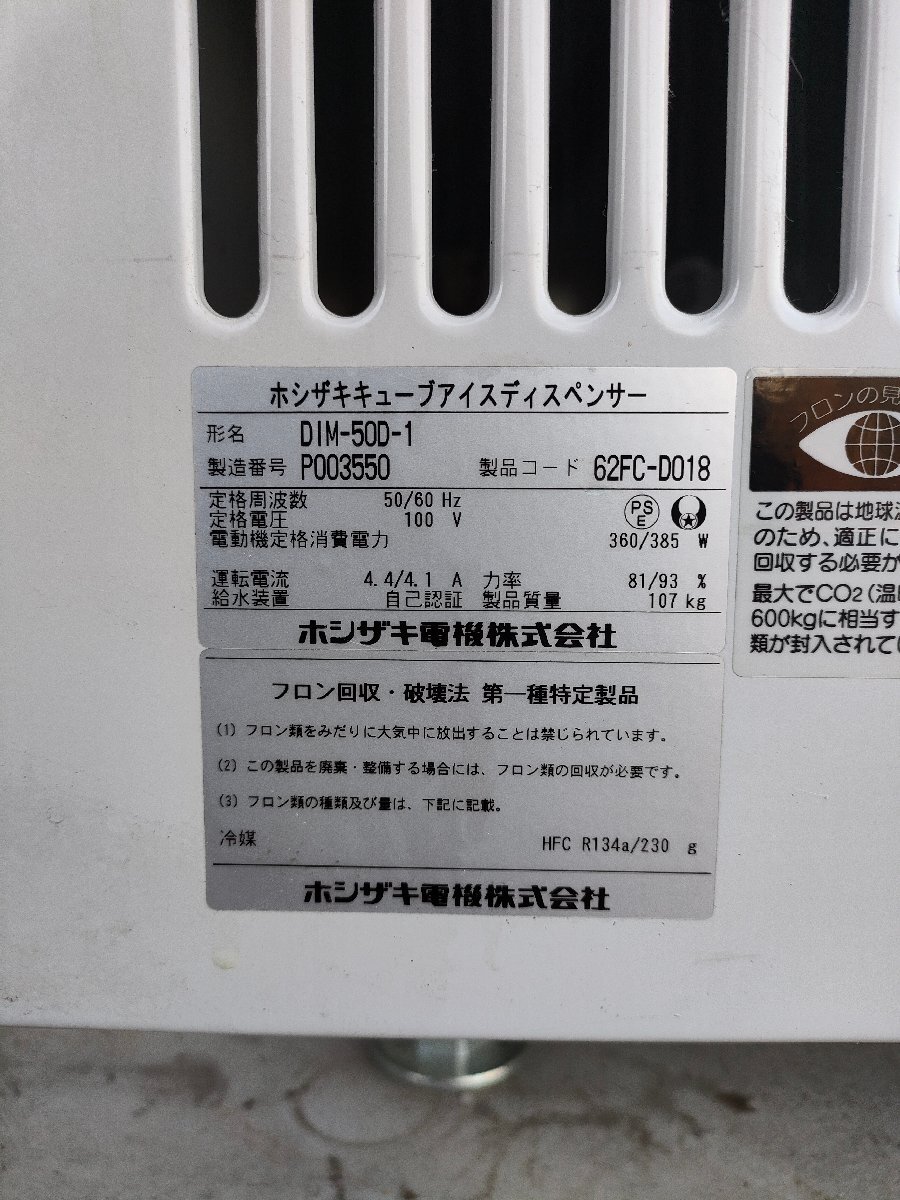 ホシザキキューブアイスディスペンサー
形名 DIM-50D-1
製造番号 P003550 製品コード 62FC-D018
定格周波数 50/60 Hz
定格電圧 100 V
PS
E
電動機定格消費電力 360/385 W
運転電流 4.4/4.1 A 力率 81/93 %
給水装置 自己認証 製品質量 107 kg
ホシザキ電機株式会社
フロン回収・破壊法 第一種特定製品
(1) フロン類をみだりに大気中に放出することは禁じられています。
(2) この製品を廃棄・整備する場合には、フロン類の回収が必要です。
(3) フロン類の種類及び量は、下記に記載。
冷媒 HFC R134a/230 g
ホシザキ電機株式会社
フロンの見
この製品は地球温
のため、適正に
回収する必要が
最大でCO2(温
600kgに相当す
類が封入されてい